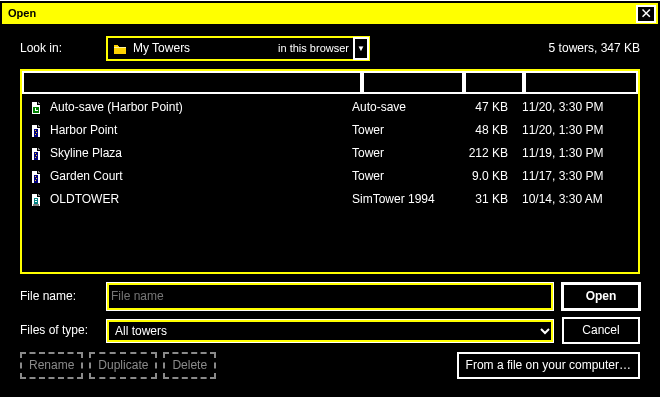 Open
Look in:
My Towers in this browser
5 towers, 347 KB
Auto-save (Harbor Point) Auto-save 47 KB 11/20, 3:30 PM
Harbor Point Tower 48 KB 11/20, 1:30 PM
Skyline Plaza Tower 212 KB 11/19, 1:30 PM
Garden Court Tower 9.0 KB 11/17, 3:30 PM
OLDTOWER SimTower 1994 31 KB 10/14, 3:30 AM
File name: File name Open
Files of type: All towers Cancel
Rename Duplicate Delete From a file on your computer…